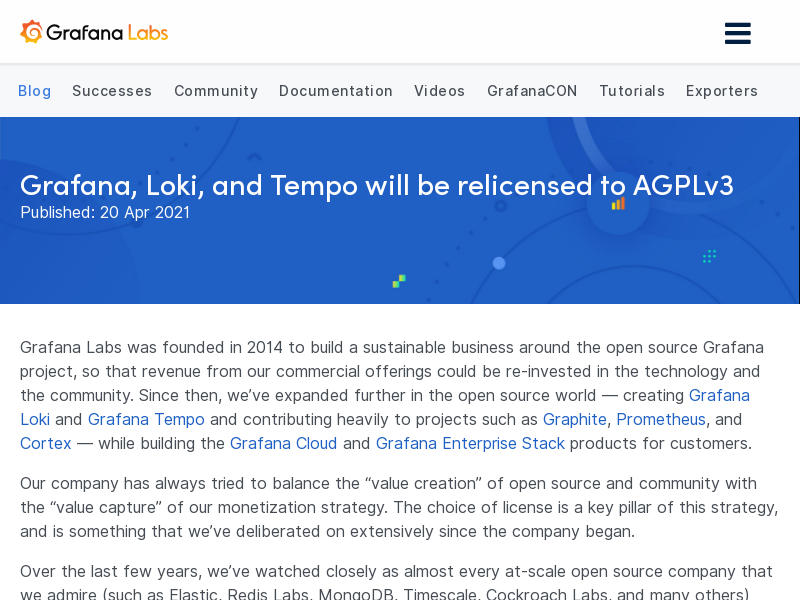 Grafana Labs
Blog Successes Community Documentation Videos GrafanaCON Tutorials Exporters
Grafana, Loki, and Tempo will be relicensed to AGPLv3
Published: 20 Apr 2021
Grafana Labs was founded in 2014 to build a sustainable business around the open source Grafana
project, so that revenue from our commercial offerings could be re-invested in the technology and
the community. Since then, we’ve expanded further in the open source world — creating Grafana
Loki and Grafana Tempo and contributing heavily to projects such as Graphite, Prometheus, and
Cortex — while building the Grafana Cloud and Grafana Enterprise Stack products for customers.
Our company has always tried to balance the “value creation” of open source and community with
the “value capture” of our monetization strategy. The choice of license is a key pillar of this strategy,
and is something that we’ve deliberated on extensively since the company began.
Over the last few years, we’ve watched closely as almost every at-scale open source company that
we admire (such as Elastic, Redis Labs, MongoDB, Timescale, Cockroach Labs, and many others)